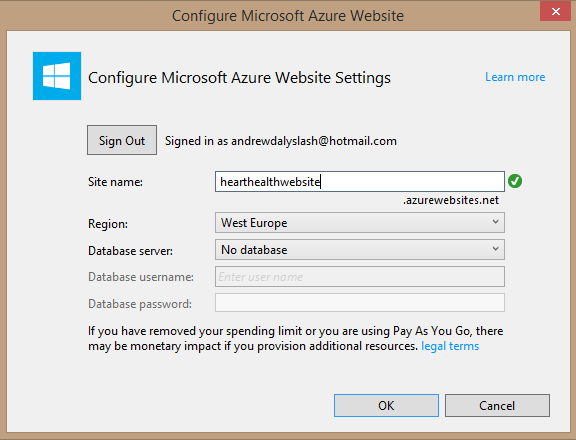 Configure Microsoft Azure Website
Configure Microsoft Azure Website Settings
Learn more
Sign Out
Signed in as andrewdalyslash@hotmail.com
Site name:
hearthealthwebsite
.azurewebsites.net
Region:
West Europe
Database server:
No database
Database username:
Enter user name
Database password:
If you have removed your spending limit or you are using Pay As You Go, there
may be monetary impact if you provision additional resources. legal terms
OK
Cancel